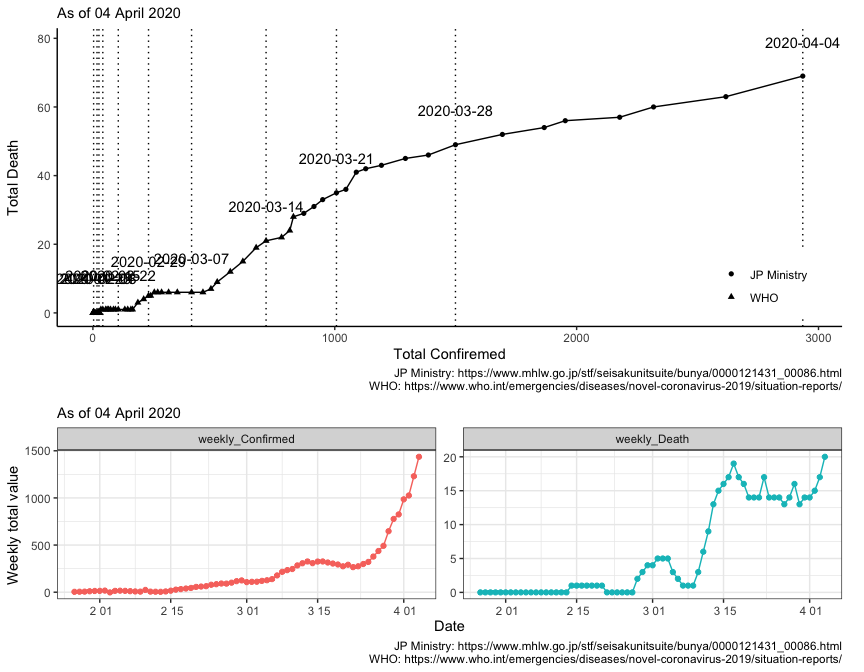 As of 04 April 2020
80
60
40
20
0
Total Death
2020-04-04
2020-03-28
2020-03-21
2020-03-14
2020-03-07
2020-02-29
JP Ministry
WHO
0
1000
2000
3000
Total Confirmed
JP Ministry: https://www.mhlw.go.jp/stf/seisakunitsuite/bunya/0000121431_00086.html
WHO: https://www.who.int/emergencies/diseases/novel-coronavirus-2019/situation-reports/
As of 04 April 2020
weekly_Confirmed
weekly_Death
Weekly total value
1500
1000
500
0
20
15
10
5
0
2 01
2 15
3 01
3 15
4 01
2 01
2 15
3 01
3 15
4 01
Date
JP Ministry: https://www.mhlw.go.jp/stf/seisakunitsuite/bunya/0000121431_00086.html
WHO: https://www.who.int/emergencies/diseases/novel-coronavirus-2019/situation-reports/